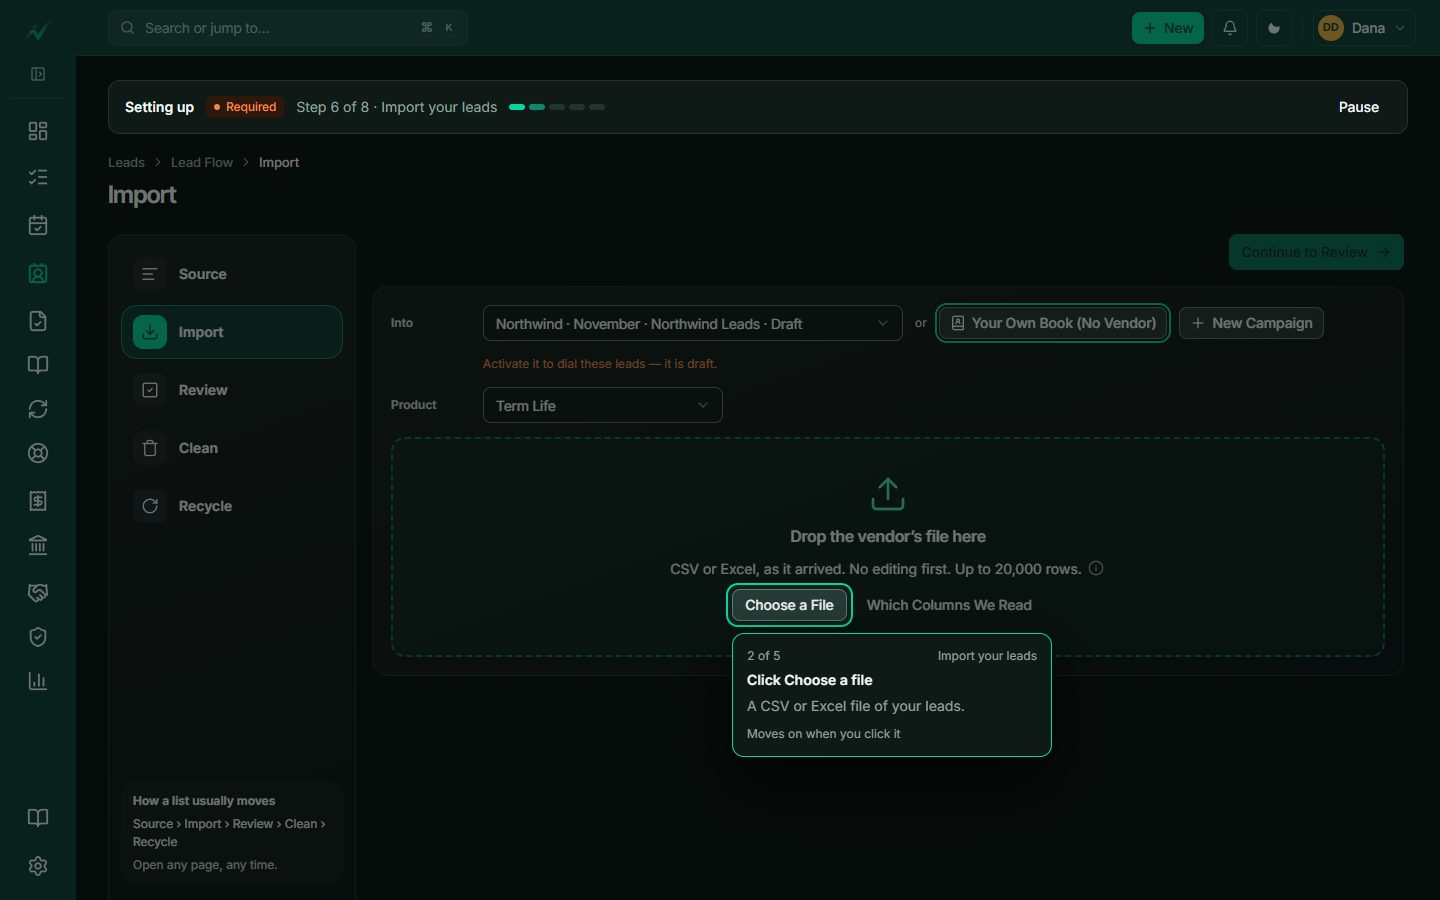 Search or jump to...
⌘ K
New
DD Dana
Setting up
Required
Step 6 of 8 · Import your leads
Pause
Leads > Lead Flow > Import
Import
Source
Import
Review
Clean
Recycle
How a list usually moves
Source › Import › Review › Clean ›
Recycle
Open any page, any time.
Continue to Review
Into
Northwind · November · Northwind Leads · Draft
or
Your Own Book (No Vendor)
New Campaign
Activate it to dial these leads — it is draft.
Product
Term Life
Drop the vendor’s file here
CSV or Excel, as it arrived. No editing first. Up to 20,000 rows.
Choose a File
Which Columns We Read
2 of 5
Import your leads
Click Choose a file
A CSV or Excel file of your leads.
Moves on when you click it